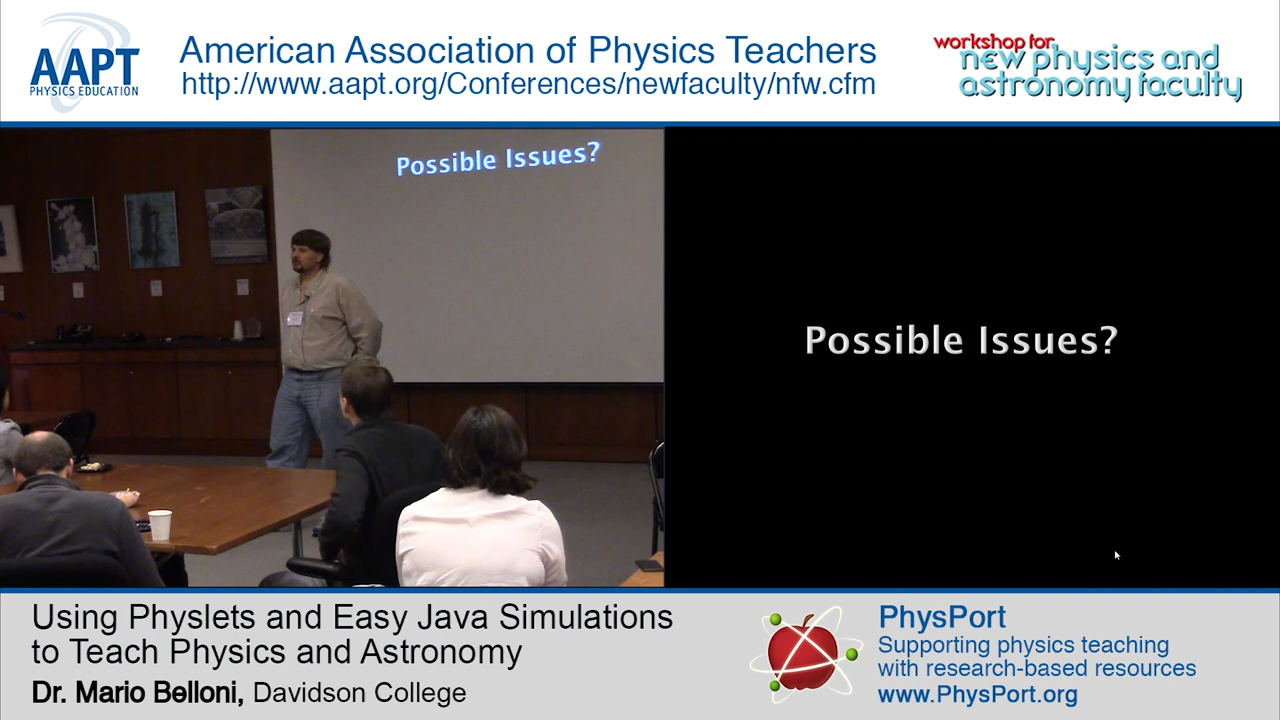 AAPT
PHYSICS EDUCATION
American Association of Physics Teachers
http://www.aapt.org/Conferences/newfaculty/nfw.cfm
workshop for
new physics and
astronomy faculty
Possible Issues?
Possible Issues?
Using Physlets and Easy Java Simulations
to Teach Physics and Astronomy
Dr. Mario Belloni, Davidson College
PhysPort
Supporting physics teaching
with research-based resources
www.PhysPort.org